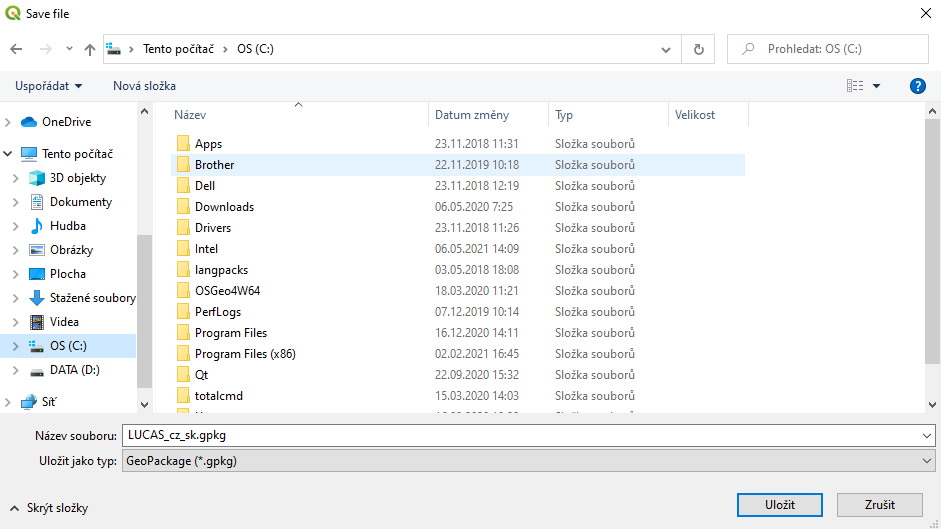 Save file
Tento počítač > OS (C:)
Prohledat: OS (C:)
Uspořádat
Nová složka
OneDrive
Tento počítač
3D objekty
Dokumenty
Hudba
Obrázky
Plocha
Stažené soubory
Videa
OS (C:)
DATA (D:)
Síť
Název Datum změny Typ Velikost
Apps 23.11.2018 11:31 Složka souborů
Brother 22.11.2019 10:18 Složka souborů
Dell 23.11.2018 12:19 Složka souborů
Downloads 06.05.2020 7:25 Složka souborů
Drivers 23.11.2018 11:26 Složka souborů
Intel 06.05.2021 14:09 Složka souborů
langpacks 03.05.2018 18:08 Složka souborů
OSGeo4W64 18.03.2020 11:21 Složka souborů
PerfLogs 07.12.2019 10:14 Složka souborů
Program Files 16.12.2020 14:11 Složka souborů
Program Files (x86) 02.02.2021 16:45 Složka souborů
Qt 22.09.2020 15:32 Složka souborů
totalcmd 15.03.2020 14:03 Složka souborů
Název souboru: LUCAS_cz_sk.gpkg
Uložit jako typ: GeoPackage (*.gpkg)
Skrýt složky
Uložit
Zrušit